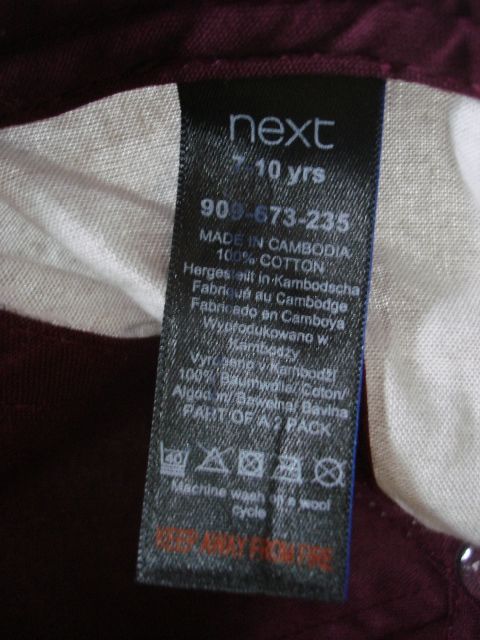 next
7-10 yrs
909-673-235
MADE IN CAMBODIA
100% COTTON
Hergestellt in Kambodscha
Fabriqué au Cambodge
Fabricado en Camboya
Wyprodukowano w
Kambodży
Vyrobeno v Kambodži
100% Baumwolle/ Coton/
Algodon/ Bawełna/ Bavlna
PART OF A 2 PACK
40
Machine wash on a wool
cycle
KEEP AWAY FROM FIRE